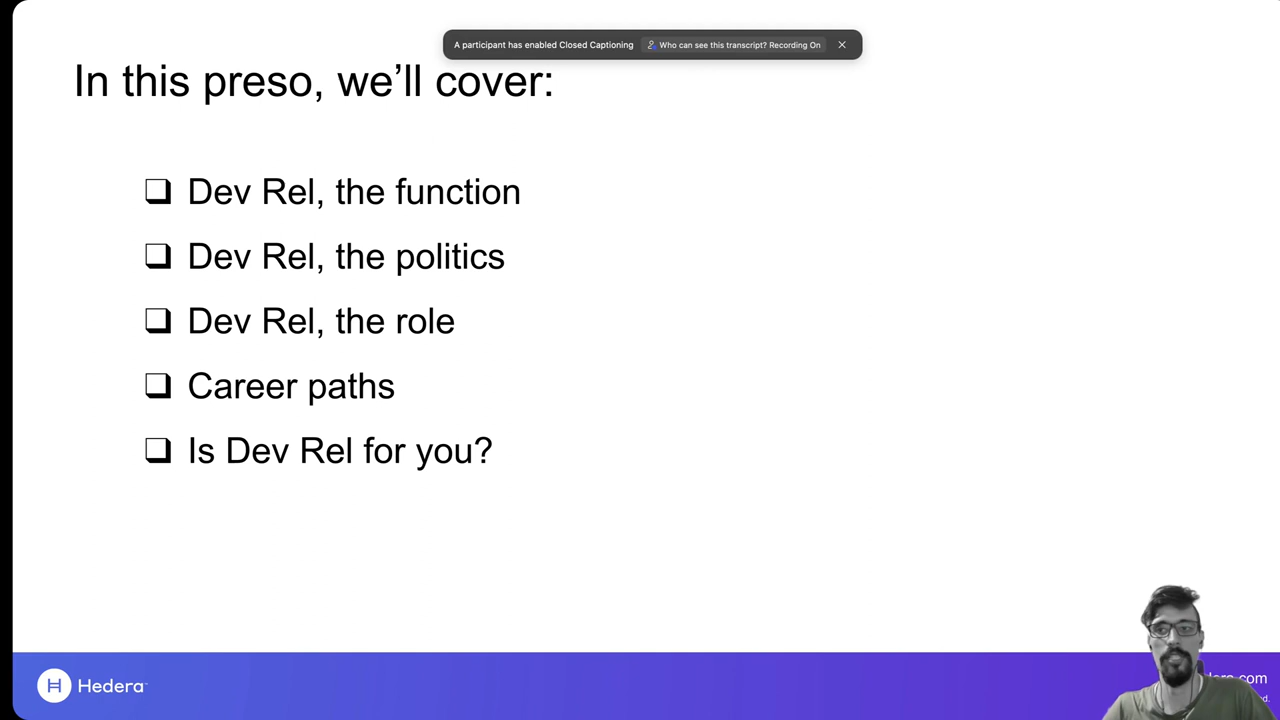 A participant has enabled Closed Captioning Who can see this transcript? Recording On
In this preso, we’ll cover:
Dev Rel, the function
Dev Rel, the politics
Dev Rel, the role
Career paths
Is Dev Rel for you?
H Hedera